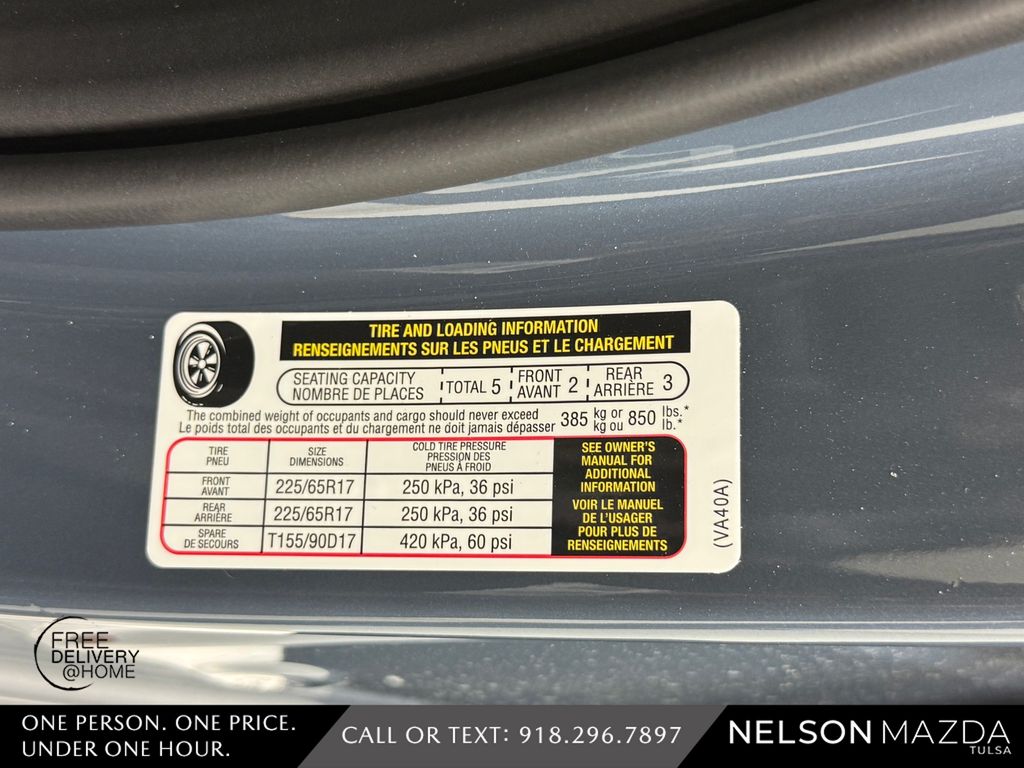 TIRE AND LOADING INFORMATION
RENSEIGNEMENTS SUR LES PNEUS ET LE CHARGEMENT
SEATING CAPACITY
NOMBRE DE PLACES
TOTAL 5
FRONT
AVANT 2
REAR
ARRIÈRE 3
The combined weight of occupants and cargo should never exceed
Le poids total des occupants et du chargement ne doit jamais dépasser
385 kg or 850 lbs.*
kg ou lb.*
TIRE
PNEU
SIZE
DIMENSIONS
COLD TIRE PRESSURE
PRESSION DES
PNEUS À FROID
FRONT
AVANT
225/65R17
250 kPa, 36 psi
REAR
ARRIÈRE
225/65R17
250 kPa, 36 psi
SPARE
DE SECOURS
T155/90D17
420 kPa, 60 psi
SEE OWNER'S
MANUAL FOR
ADDITIONAL
INFORMATION
VOIR LE MANUEL
DE L'USAGER
POUR PLUS DE
RENSEIGNEMENTS
(VA40A)
FREE
DELIVERY
@HOME
ONE PERSON. ONE PRICE.
UNDER ONE HOUR.
CALL OR TEXT: 918.296.7897
NELSON MAZDA
TULSA